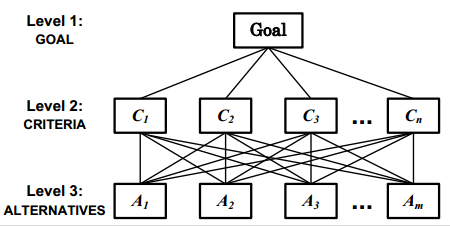 Level 1:
GOAL
Goal
Level 2:
CRITERIA
C1 C2 C3 ... Cn
Level 3:
ALTERNATIVES
A1 A2 A3 ... Am